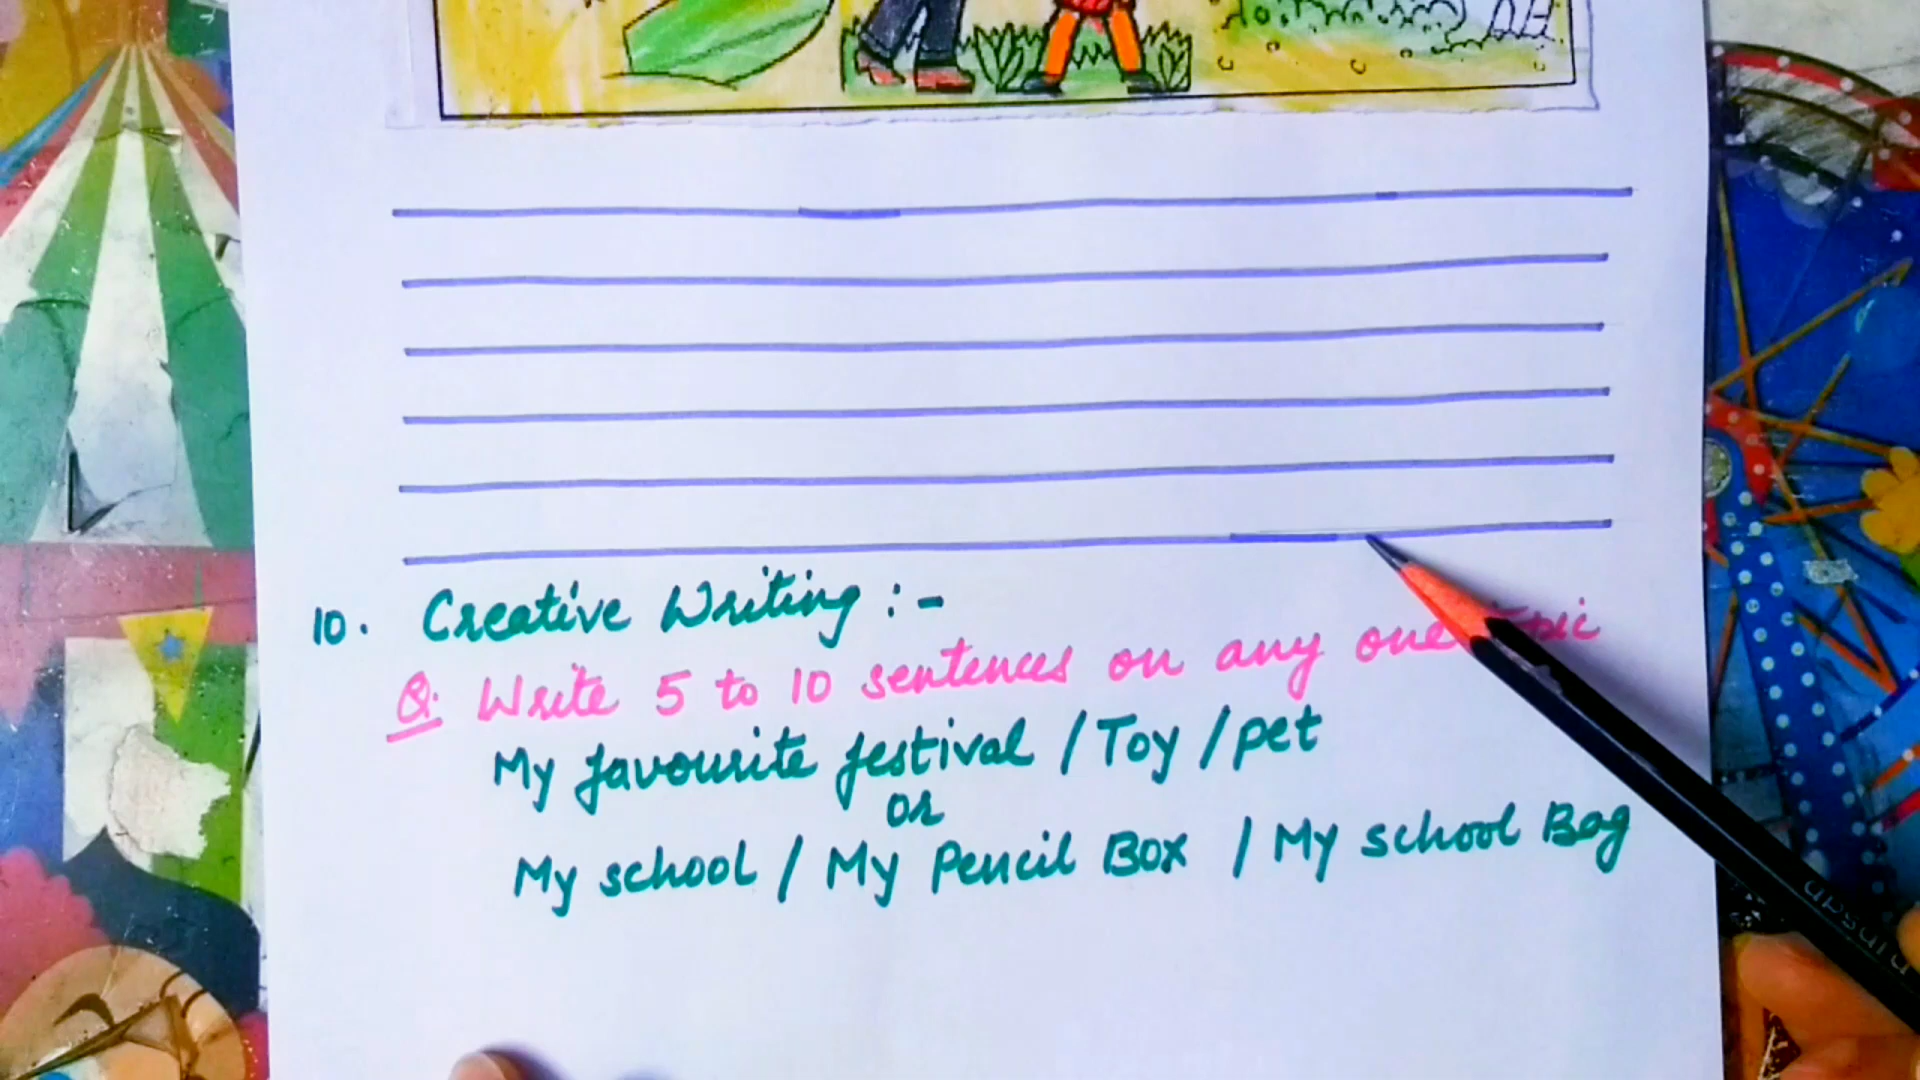 10. Creative Writing :-
Q. Write 5 to 10 sentences on any one
My favourite festival / Toy / pet
or
My school / My Pencil Box / My school Bag